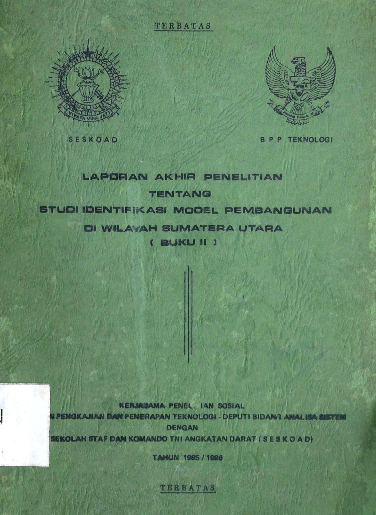 TERBATAS
SESKOAD
BPP TEKNOLOGI
LAPORAN AKHIR PENELITIAN
TENTANG
STUDI IDENTIFIKASI MODEL PEMBANGUNAN
DI WILAYAH SUMATERA UTARA
( BUKU II )
KERJASAMA PENELITIAN SOSIAL
PENGKAJIAN DAN PENERAPAN TEKNOLOGI - DEPUTI BIDANG ANALISA SISTEM
DENGAN
SEKOLAH STAF DAN KOMANDO TNI ANGKATAN DARAT ( SESKOAD )
TAHUN 1985 / 1986
TERBATAS